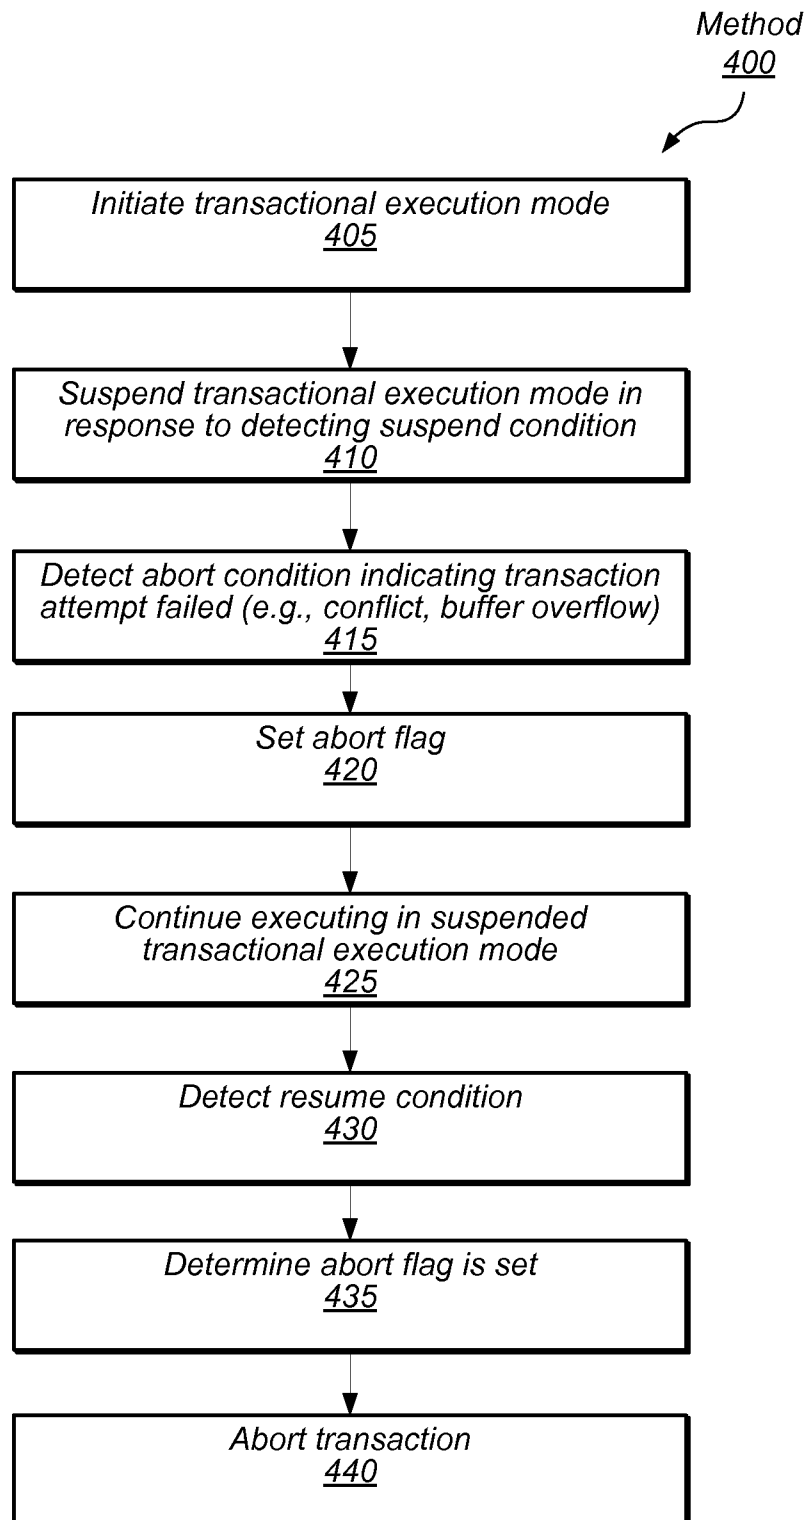 Method
400
Initiate transactional execution mode
405
Suspend transactional execution mode in
response to detecting suspend condition
410
Detect abort condition indicating transaction
attempt failed (e.g., conflict, buffer overflow)
415
Set abort flag
420
Continue executing in suspended
transactional execution mode
425
Detect resume condition
430
Determine abort flag is set
435
Abort transaction
440